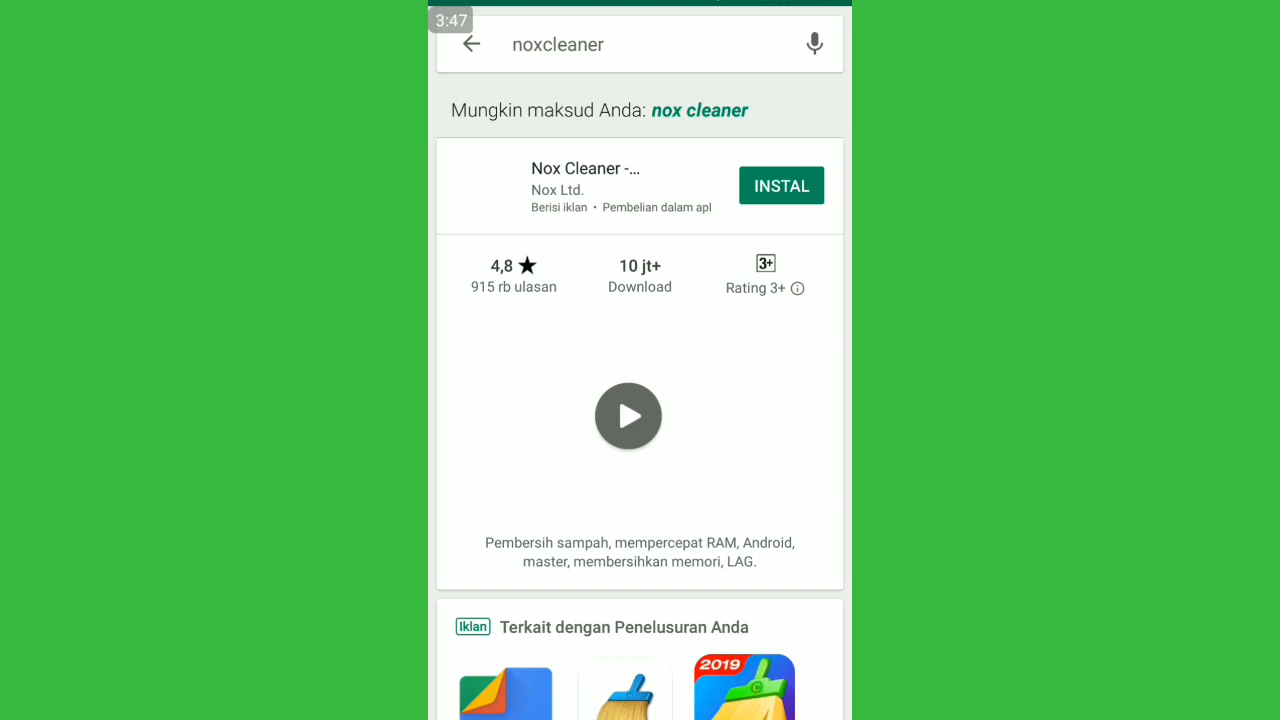 3:47
noxcleaner
Mungkin maksud Anda: nox cleaner
Nox Cleaner -...
Nox Ltd.
INSTAL
Berisi iklan • Pembelian dalam apl
4,8 ★
10 jt+
3+
915 rb ulasan
Download
Rating 3+
Pembersih sampah, mempercepat RAM, Android,
master, membersihkan memori, LAG.
Iklan Terkait dengan Penelusuran Anda
2019
C